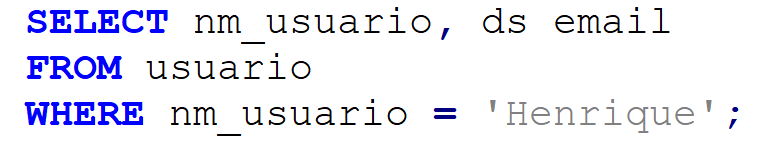 SELECT nm_usuario, ds email
FROM usuario
WHERE nm_usuario = 'Henrique';